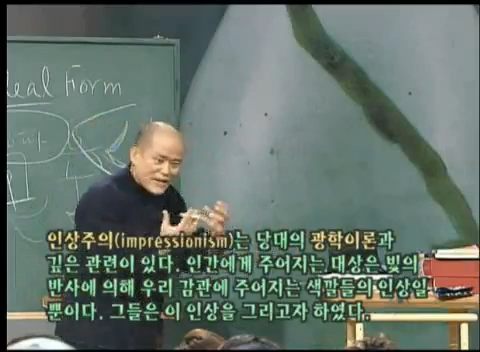 Ideal Form
인상주의(impressionism)는 당대의 광학이론과
깊은 관련이 있다. 인간에게 주어지는 대상은 빛의
반사에 의해 우리 감관에 주어지는 색깔들의 인상일
뿐이다. 그들은 이 인상을 그리고자 하였다.